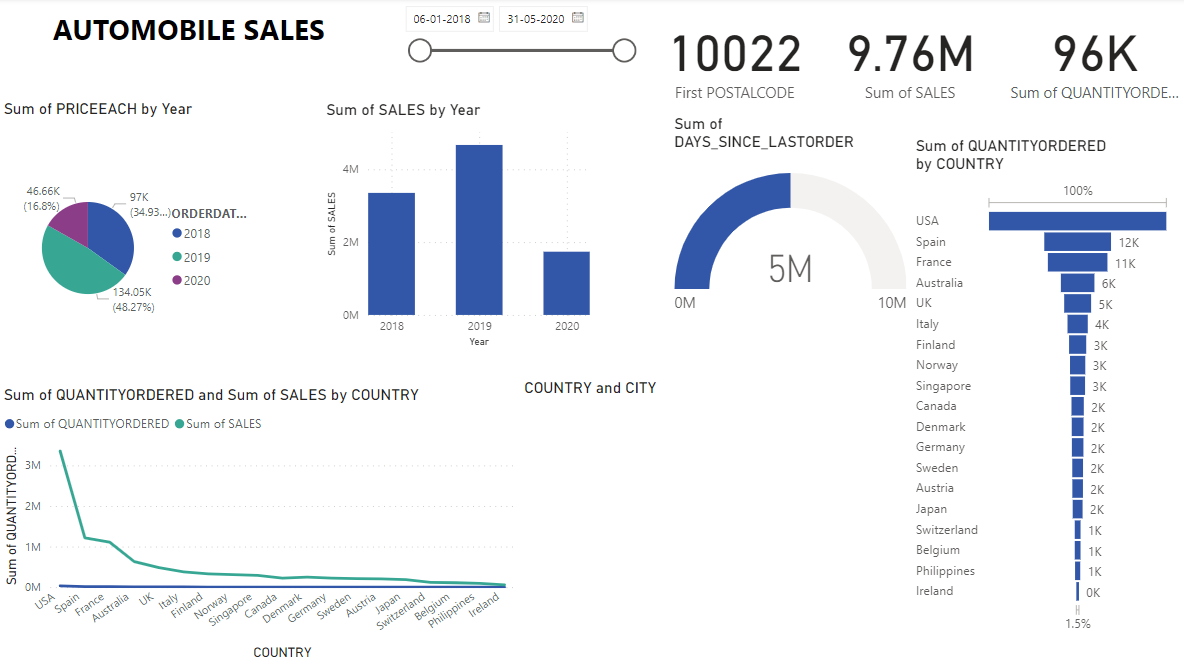 AUTOMOBILE SALES
06-01-2018
31-05-2020
10022
First POSTALCODE
9.76M
Sum of SALES
96K
Sum of QUANTITYORDE...
Sum of PRICEEACH by Year
46.66K
(16.8%)
97K
(34.93...)
134.05K
(48.27%)
ORDERDAT...
2018
2019
2020
Sum of SALES by Year
Sum of SALES
4M
2M
0M
2018
2019
2020
Year
Sum of
DAYS_SINCE_LASTORDER
5M
0M
10M
Sum of QUANTITYORDERED
by COUNTRY
100%
USA
Spain 12K
France 11K
Australia 6K
UK 5K
Italy 4K
Finland 3K
Norway 3K
Singapore 3K
Canada 2K
Denmark 2K
Germany 2K
Sweden 2K
Austria 2K
Japan 2K
Switzerland 1K
Belgium 1K
Philippines 1K
Ireland 0K
1.5%
Sum of QUANTITYORDERED and Sum of SALES by COUNTRY
Sum of QUANTITYORDERED
Sum of SALES
Sum of QUANTITYORD...
3M
2M
1M
0M
USA
Spain
France
Australia
UK
Italy
Finland
Norway
Singapore
Canada
Denmark
Germany
Sweden
Austria
Japan
Switzerland
Belgium
Philippines
Ireland
COUNTRY
COUNTRY and CITY